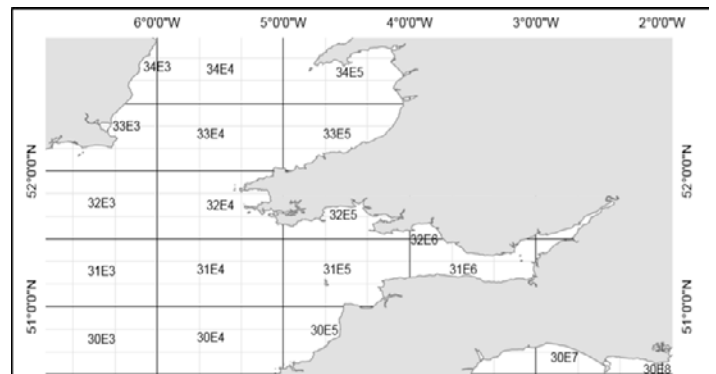 6°0'0"W 5°0'0"W 4°0'0"W 3°0'0"W 2°0'0"W
34E3 34E4 34E5
33E3 33E4 33E5
52°0'0"N 52°0'0"N
32E3 32E4 32E5
32E6
31E3 31E4 31E5 31E6
51°0'0"N 51°0'0"N
30E3 30E4 30E5
30E7
30E8